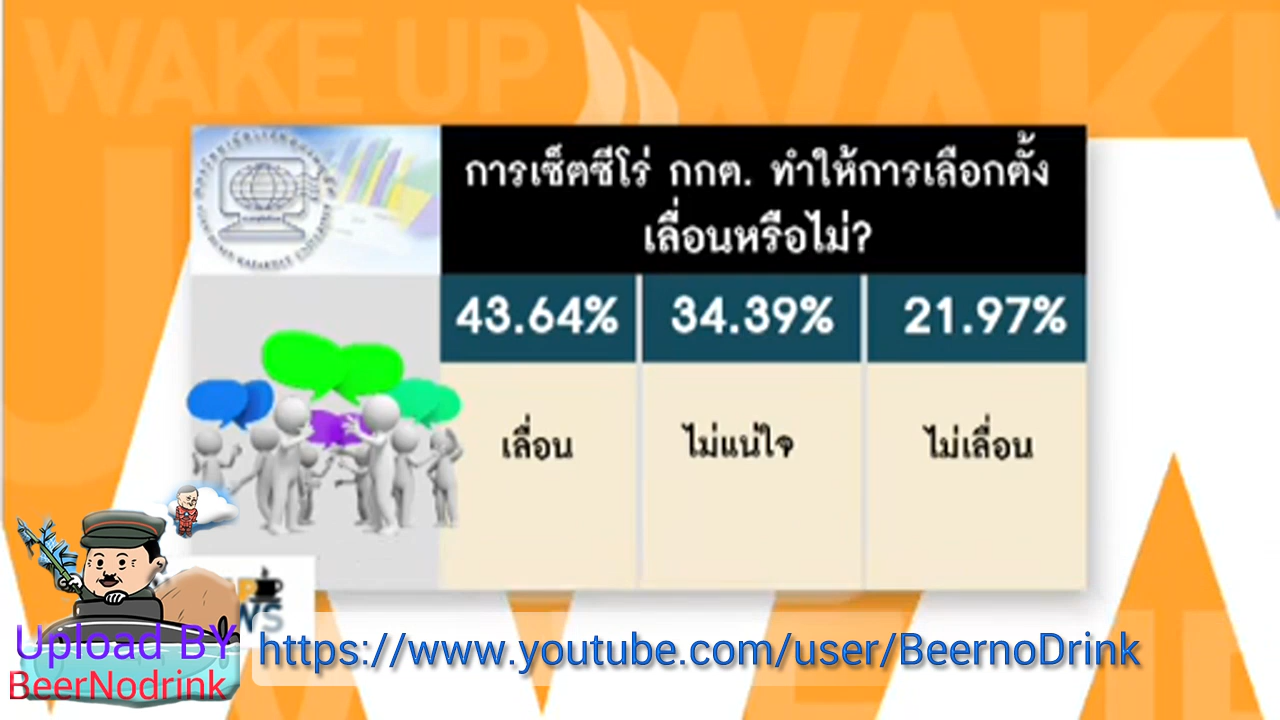 WAKE UP
การเซ็ตซีโร่ กกต. ทำให้การเลือกตั้ง
เลื่อนหรือไม่?
43.64% 34.39% 21.97%
เลื่อน ไม่แน่ใจ ไม่เลื่อน
Upload BY
BeerNodrink
https://www.youtube.com/user/BeernoDrink